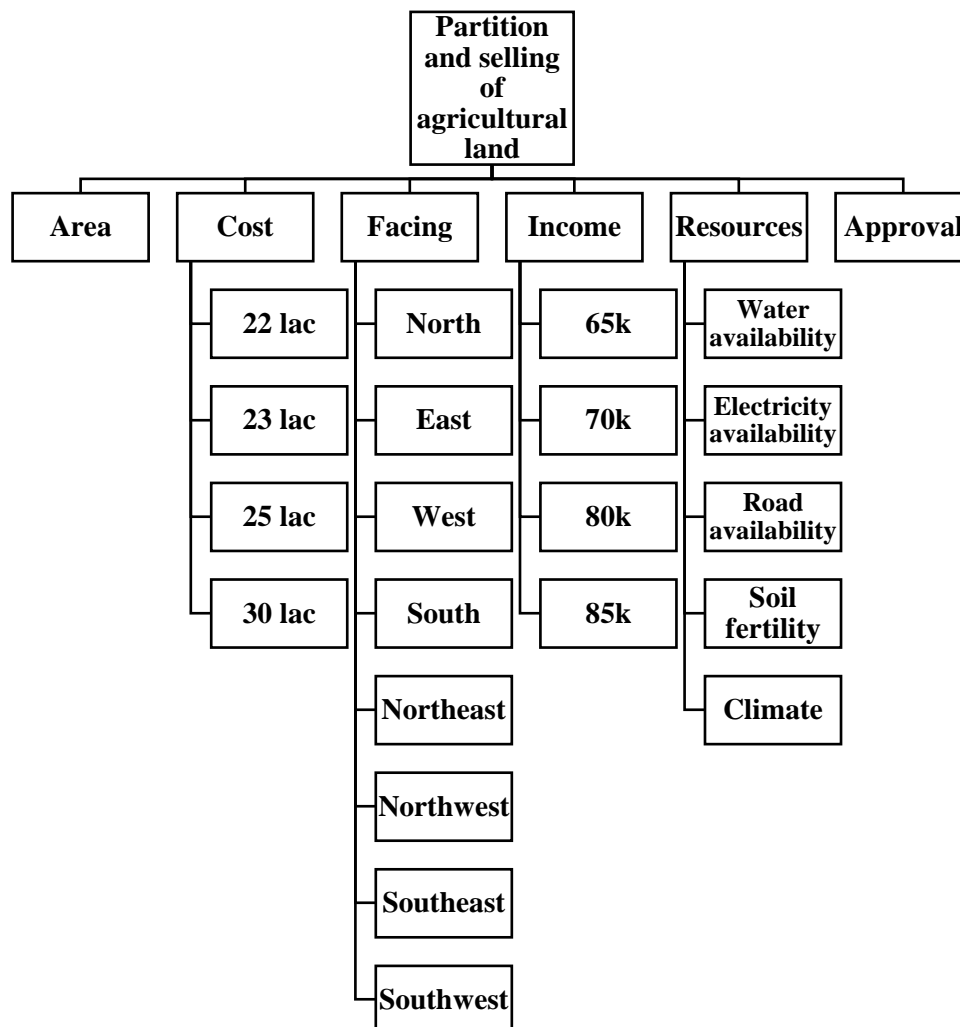 Partition
and selling
of
agricultural
land
Area
Cost
Facing
Income
Resources
Approval
22 lac
23 lac
25 lac
30 lac
North
East
West
South
Northeast
Northwest
Southeast
Southwest
65k
70k
80k
85k
Water
availability
Electricity
availability
Road
availability
Soil
fertility
Climate